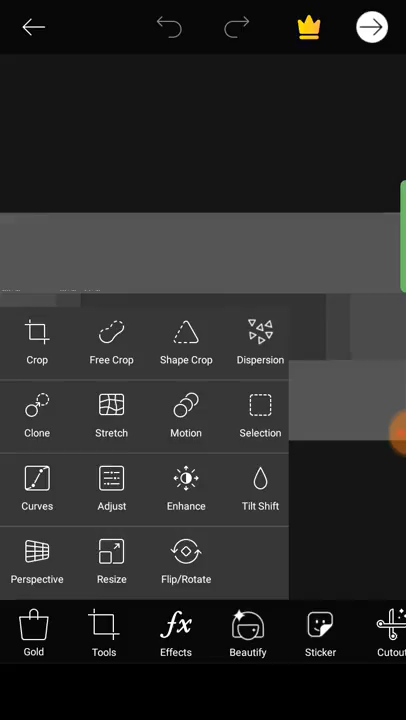 Crop Free Crop Shape Crop Dispersion
Clone Stretch Motion Selection
Curves Adjust Enhance Tilt Shift
Perspective Resize Flip/Rotate
Gold Tools Effects Beautify Sticker Cutout